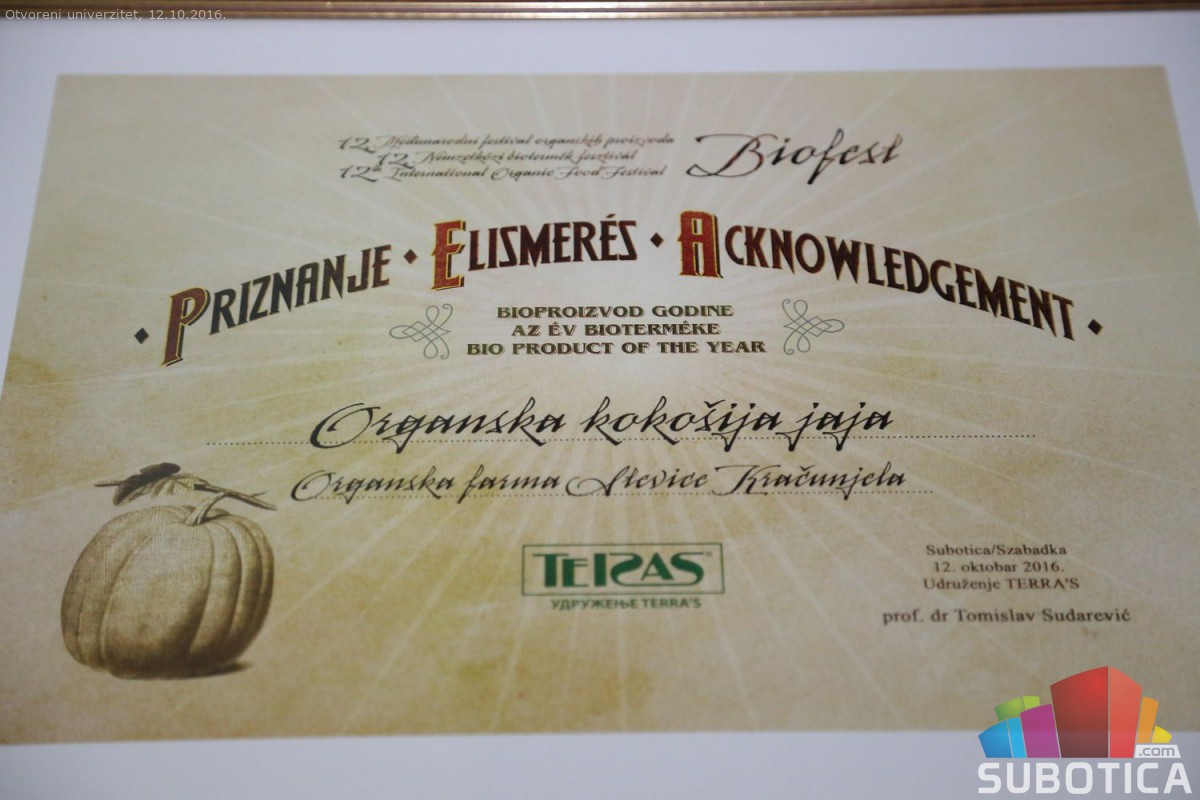 Otvoreni univerzitet, 12.10.2016.
12. Međunarodni festival organskih proizvoda
12. Nemzetközi biotermék fesztivál
12th International Organic Food Festival
Biofest
PRIZNANJE • ELISMERÉS • ACKNOWLEDGEMENT
BIOPROIZVOD GODINE
AZ ÉV BIOTERMÉKE
BIO PRODUCT OF THE YEAR
Organska kokošija jaja
Organska farma Stevice Kračunjela
TERRAS®
УДРУЖЕЊЕ TERRA'S
Subotica/Szabadka
12. oktobar 2016.
Udruženje TERRA'S
prof. dr Tomislav Sudarević
.com
SUBOTICA